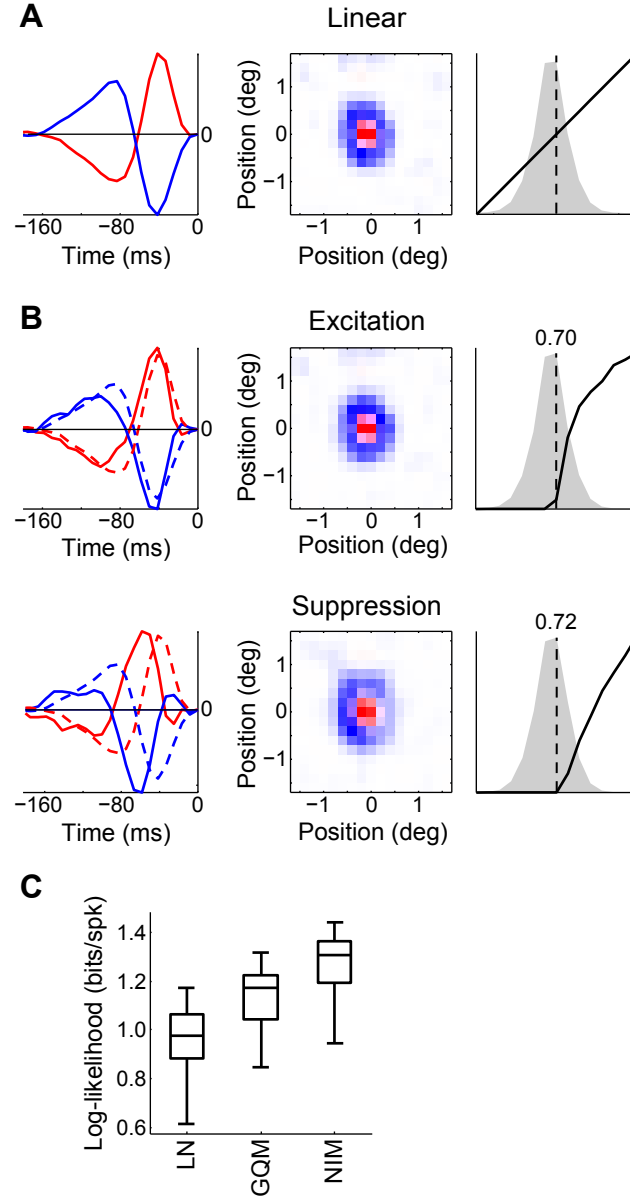 A
Linear
0
−160
−80
0
Time (ms)
Position (deg)
1
0
−1
−1
0
1
Position (deg)
B
Excitation
0
−160
−80
0
Time (ms)
Position (deg)
1
0
−1
−1
0
1
Position (deg)
0.70
Suppression
0
−160
−80
0
Time (ms)
Position (deg)
1
0
−1
−1
0
1
Position (deg)
0.72
C
Log-likelihood (bits/spk)
1.4
1.2
1.0
0.8
0.6
LN
GQM
NIM